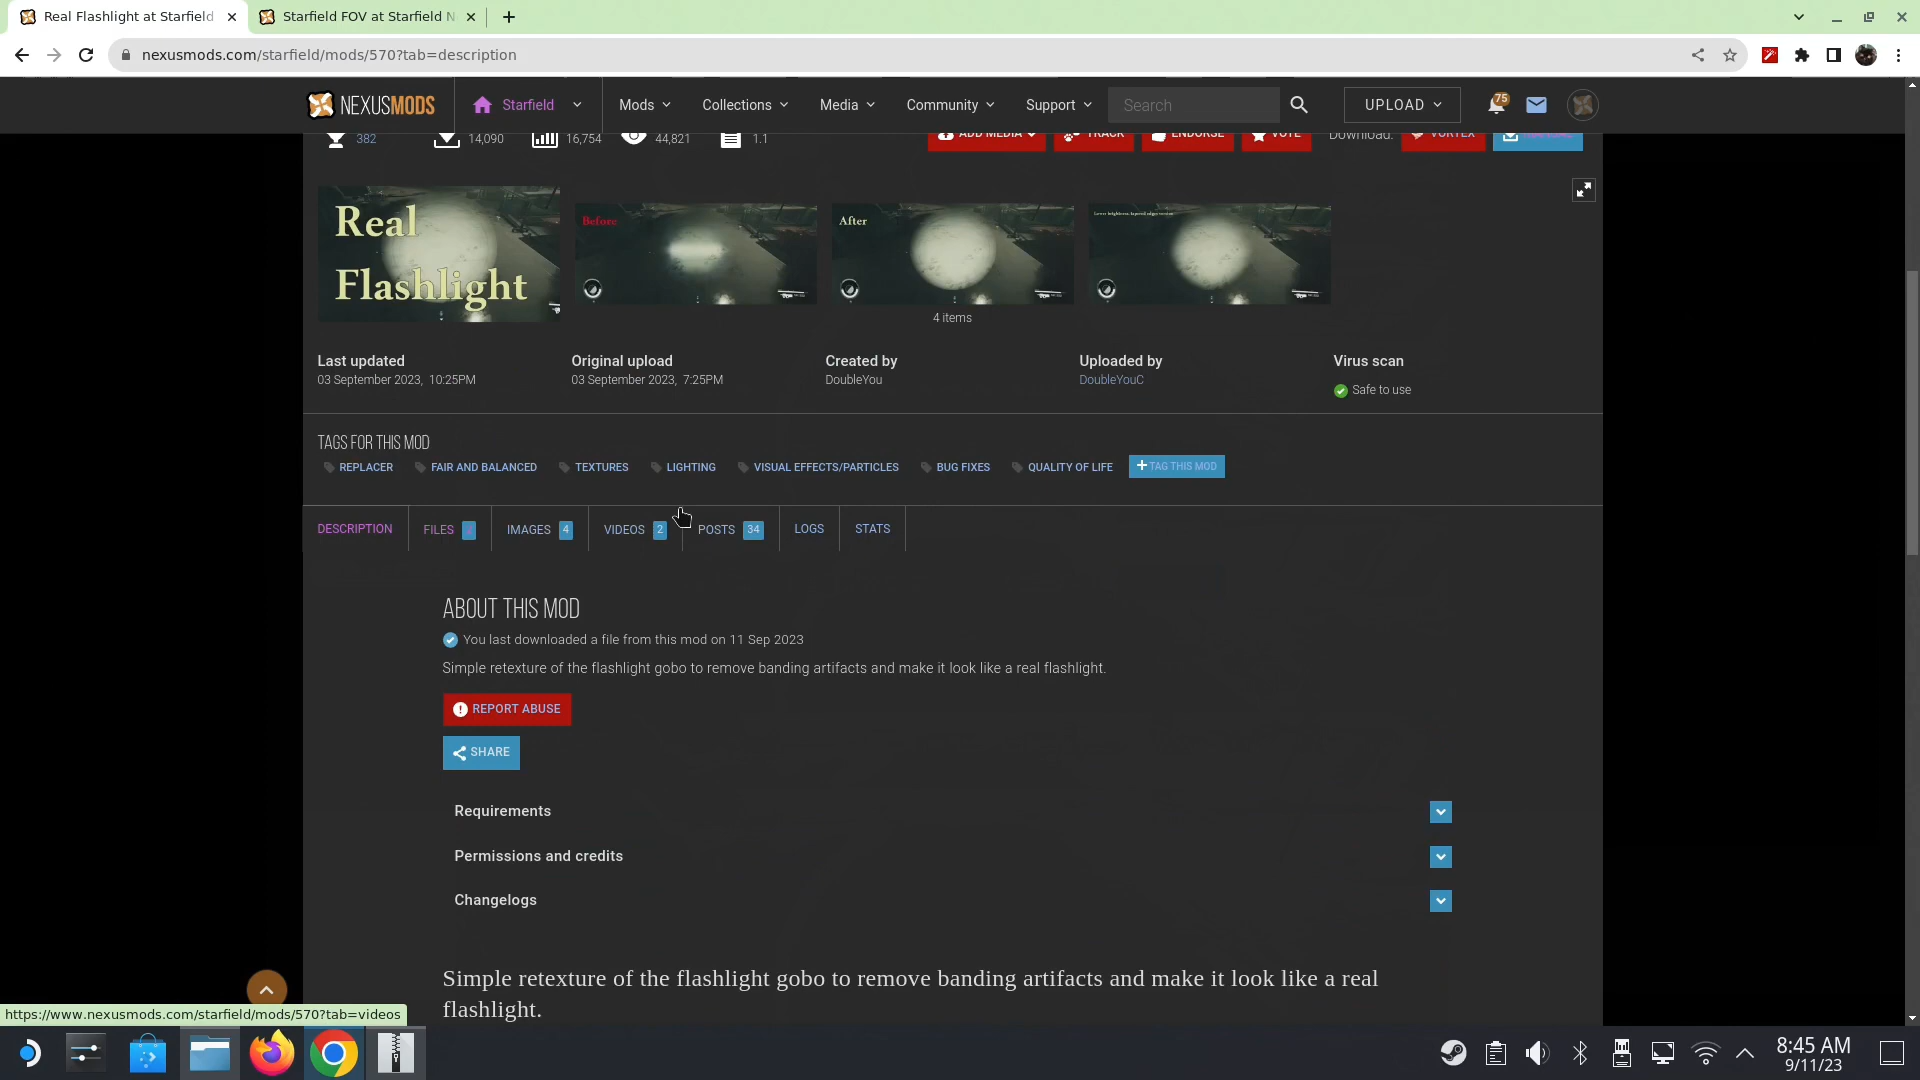 Real Flashlight at Starfield
Starfield FOV at Starfield N
nexusmods.com/starfield/mods/570?tab=description
NEXUSMODS
Starfield
Mods
Collections
Media
Community
Support
Search
UPLOAD
75
382
14,090
16,754
44,821
1.1
ADD MEDIA
TRACK
ENDORSE
VOTE
Download:
VORTEX
Real
Flashlight
Before
After
4 items
Last updated
03 September 2023, 10:25PM
Original upload
03 September 2023, 7:25PM
Created by
DoubleYou
Uploaded by
DoubleYouC
Virus scan
Safe to use
TAGS FOR THIS MOD
REPLACER
FAIR AND BALANCED
TEXTURES
LIGHTING
VISUAL EFFECTS/PARTICLES
BUG FIXES
QUALITY OF LIFE
TAG THIS MOD
DESCRIPTION
FILES
IMAGES 4
VIDEOS 2
POSTS 34
LOGS
STATS
ABOUT THIS MOD
You last downloaded a file from this mod on 11 Sep 2023
Simple retexture of the flashlight gobo to remove banding artifacts and make it look like a real flashlight.
REPORT ABUSE
SHARE
Requirements
Permissions and credits
Changelogs
Simple retexture of the flashlight gobo to remove banding artifacts and make it look like a real
flashlight.
https://www.nexusmods.com/starfield/mods/570?tab=videos
8:45 AM
9/11/23